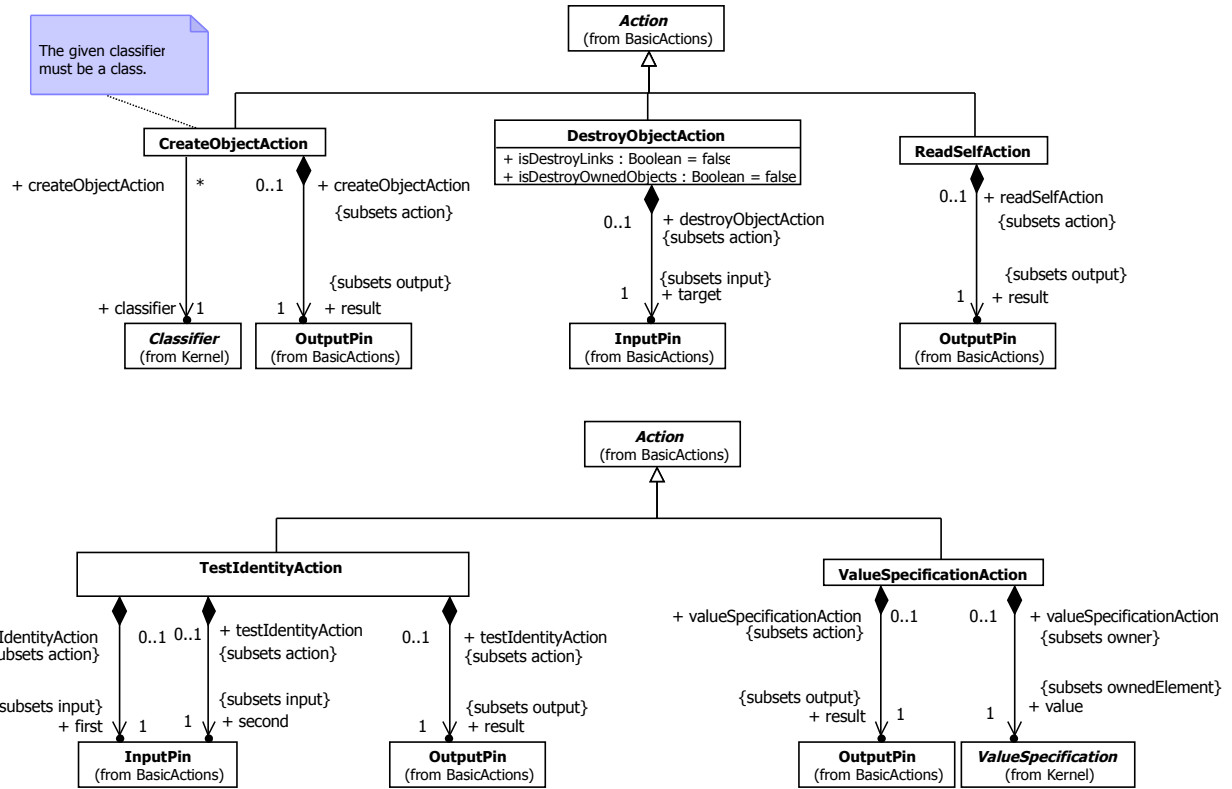 Action
(from BasicActions)
The given classifier
must be a class.
CreateObjectAction
DestroyObjectAction
+ isDestroyLinks : Boolean = false
+ isDestroyOwnedObjects : Boolean = false
ReadSelfAction
+ createObjectAction
*
0..1
+ createObjectAction
{subsets action}
{subsets output}
+ classifier
1
1
+ result
0..1
+ destroyObjectAction
{subsets action}
{subsets input}
1
+ target
0..1
+ readSelfAction
{subsets action}
{subsets output}
1
+ result
Classifier
(from Kernel)
OutputPin
(from BasicActions)
InputPin
(from BasicActions)
OutputPin
(from BasicActions)
Action
(from BasicActions)
TestIdentityAction
ValueSpecificationAction
IdentityAction
subsets action}
0..1
0..1
+ testIdentityAction
{subsets action}
subsets input}
+ first
1
{subsets input}
1
+ second
0..1
+ testIdentityAction
{subsets action}
{subsets output}
1
+ result
+ valueSpecificationAction
{subsets action}
0..1
{subsets output}
+ result
1
0..1
+ valueSpecificationAction
{subsets owner}
{subsets ownedElement}
1
+ value
InputPin
(from BasicActions)
OutputPin
(from BasicActions)
OutputPin
(from BasicActions)
ValueSpecification
(from Kernel)